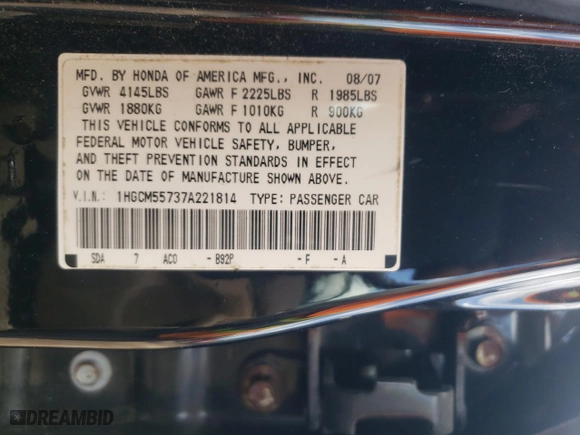 MFD. BY HONDA OF AMERICA MFG., INC. 08/07
GVWR 4145LBS GAWR F 2225LBS R 1985LBS
GVWR 1880KG GAWR F 1010KG R 900KG
THIS VEHICLE CONFORMS TO ALL APPLICABLE
FEDERAL MOTOR VEHICLE SAFETY, BUMPER,
AND THEFT PREVENTION STANDARDS IN EFFECT
ON THE DATE OF MANUFACTURE SHOWN ABOVE.
V.I.N.: 1HGCM55737A221814 TYPE: PASSENGER CAR
SDA 7 AC0 - B92P - F - A
DREAMBID